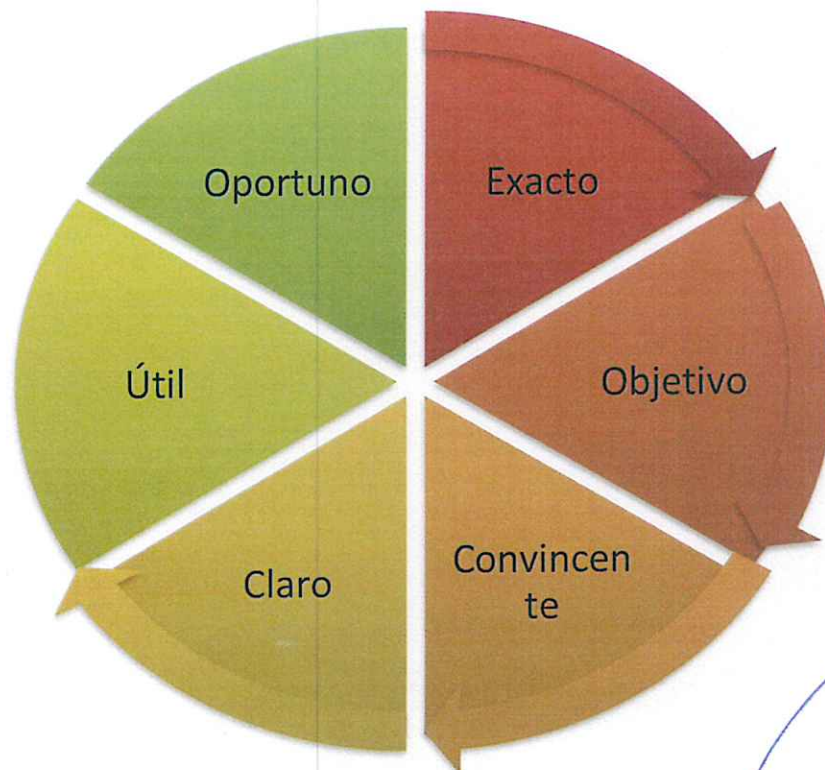 Exacto
Objetivo
Convincen
te
Claro
Útil
Oportuno